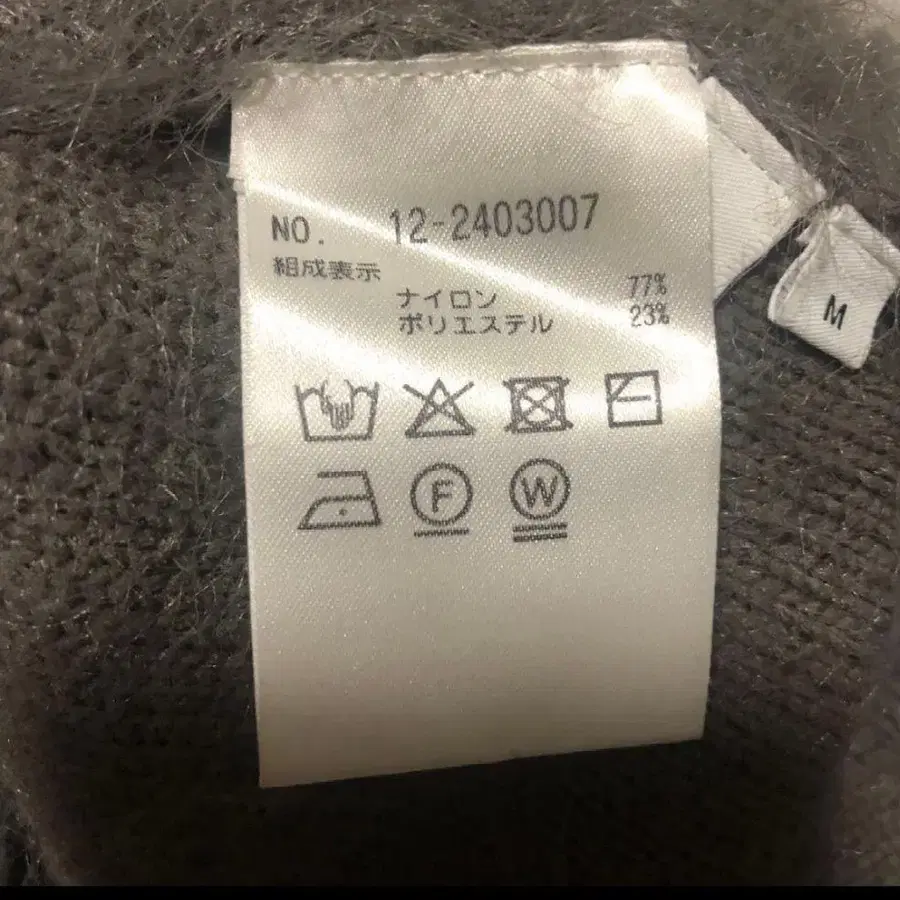 NO. 12-2403007
組成表示
ナイロン 77%
ポリエステル 23%
F W
M